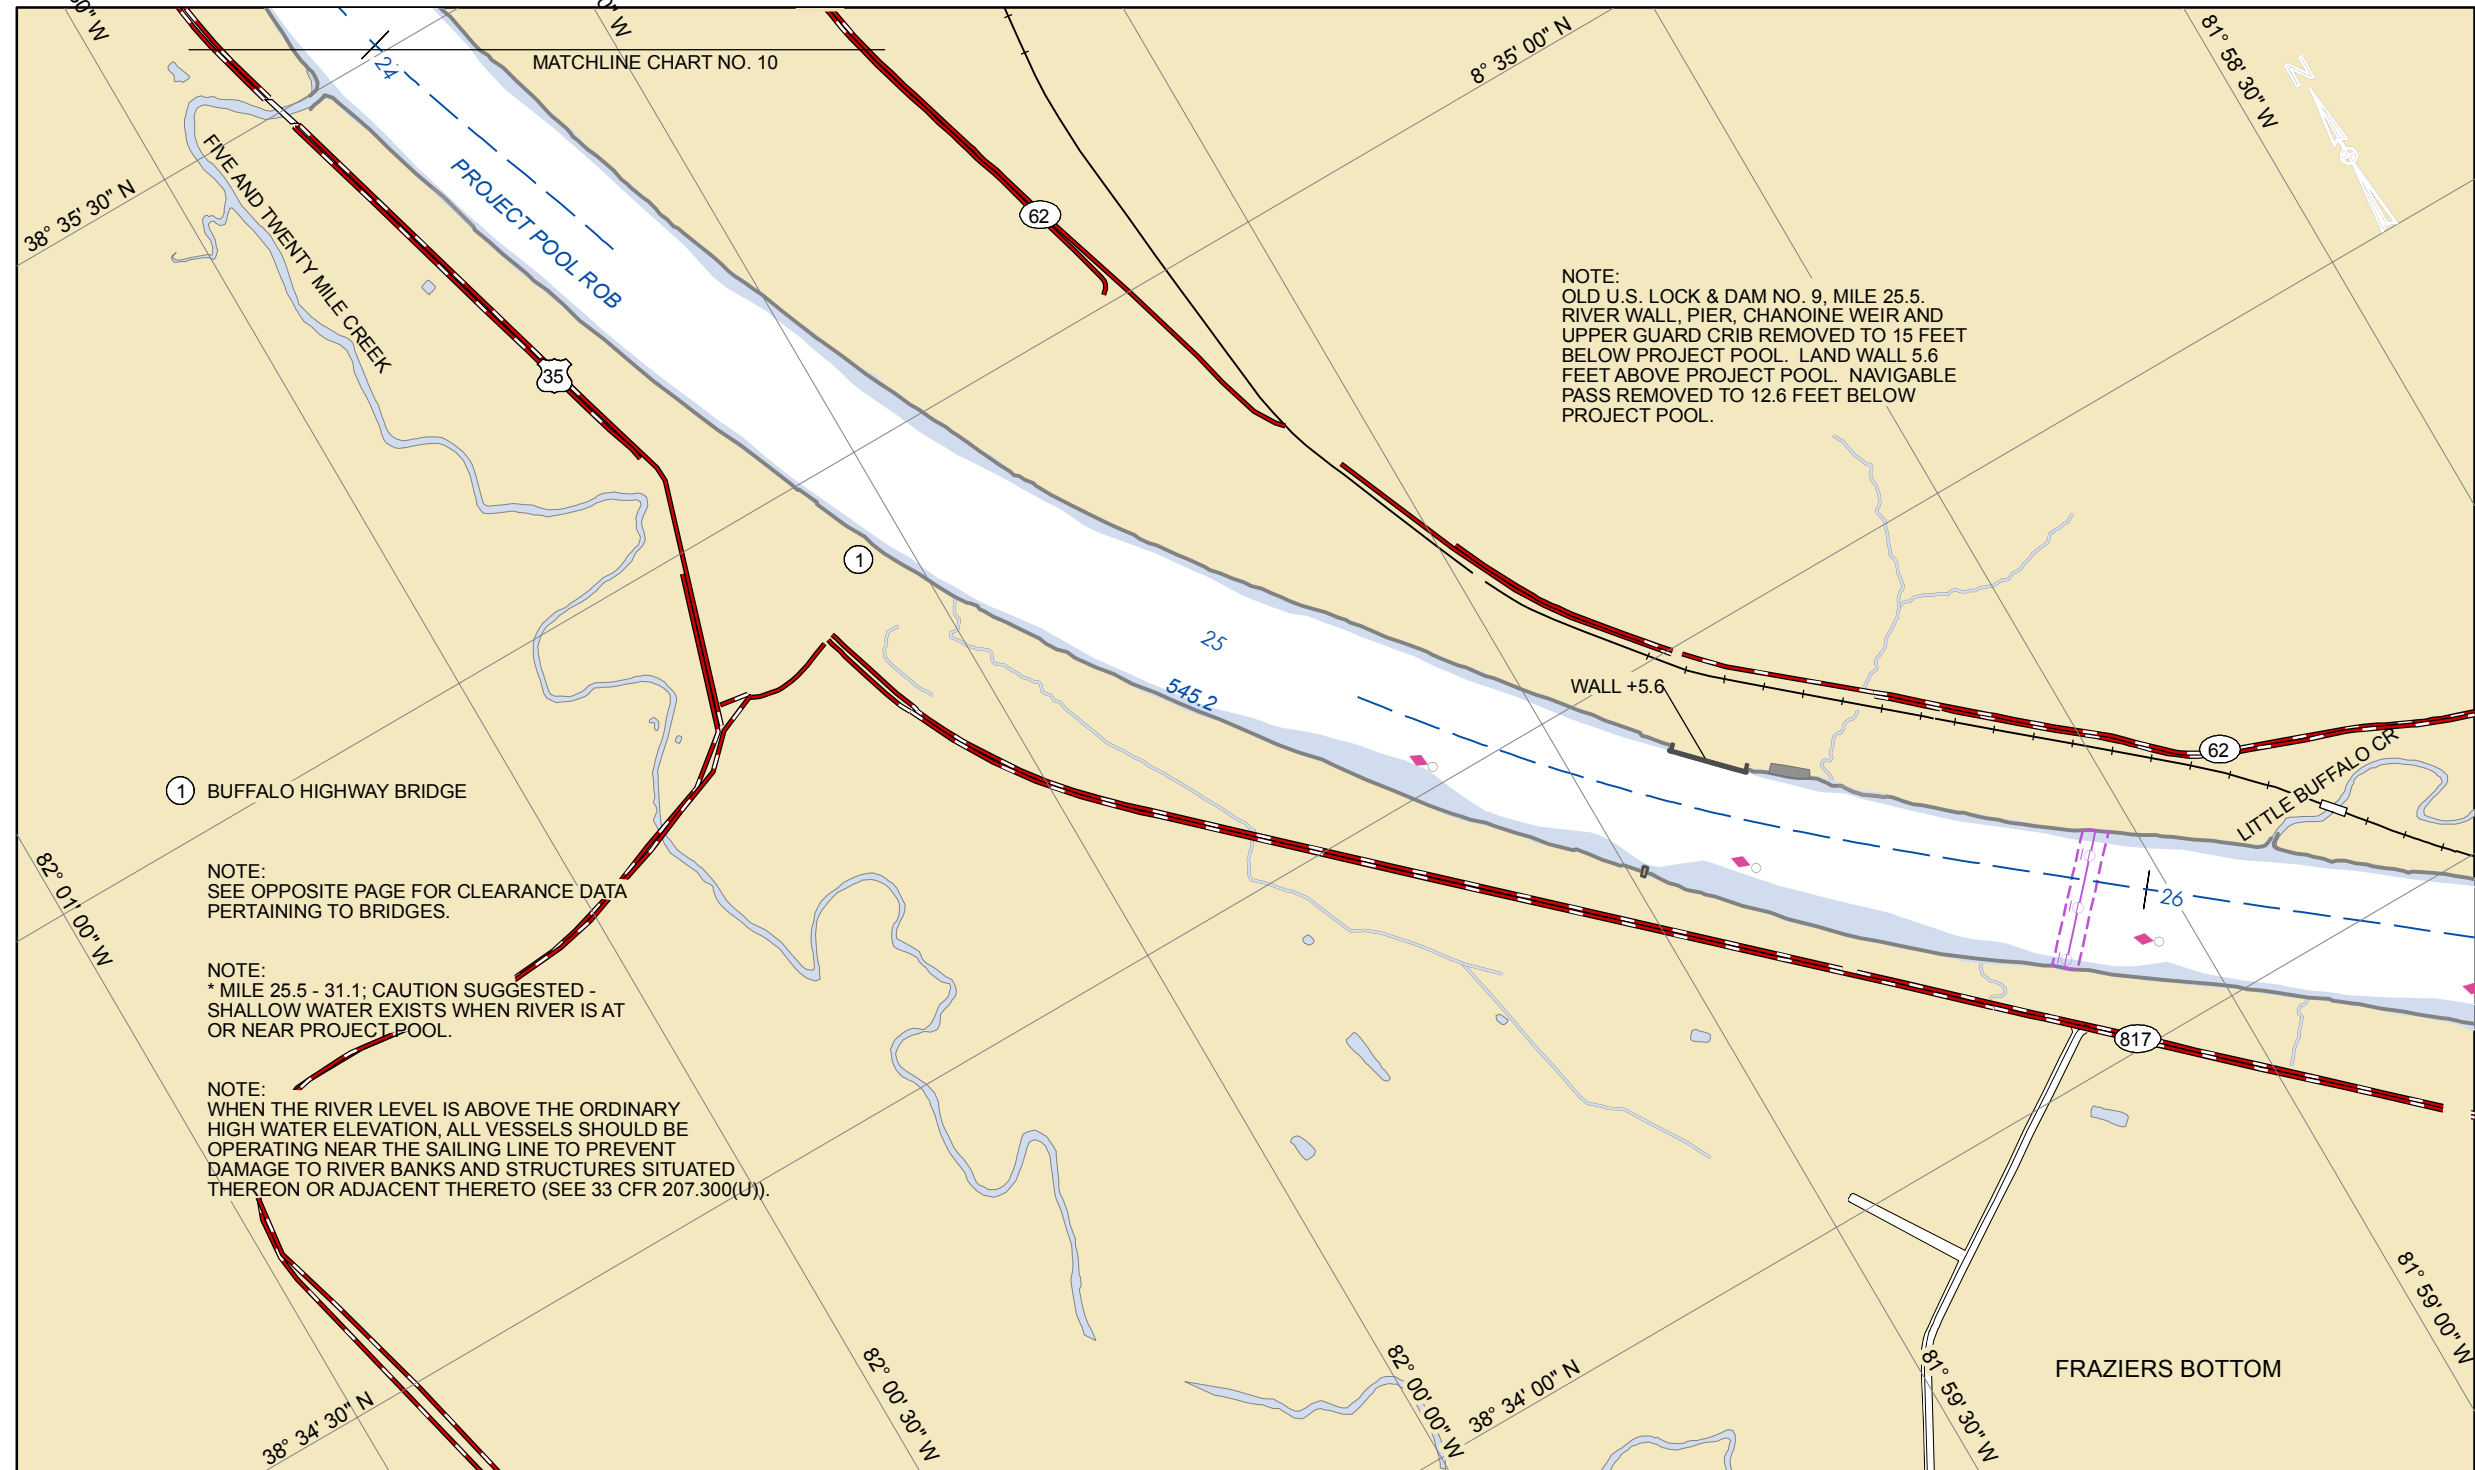 MATCHLINE CHART NO. 10
24
PROJECT POOL ROB
FIVE AND TWENTY MILE CREEK
38° 35' 30" N
8° 35' 00" N
81° 58' 30" W
N
62
35
NOTE:
OLD U.S. LOCK & DAM NO. 9, MILE 25.5.
RIVER WALL, PIER, CHANOINE WEIR AND
UPPER GUARD CRIB REMOVED TO 15 FEET
BELOW PROJECT POOL. LAND WALL 5.6
FEET ABOVE PROJECT POOL. NAVIGABLE
PASS REMOVED TO 12.6 FEET BELOW
PROJECT POOL.
1
25
545.2
WALL +5.6
62
LITTLE BUFFALO CR
26
817
1 BUFFALO HIGHWAY BRIDGE
NOTE:
SEE OPPOSITE PAGE FOR CLEARANCE DATA
PERTAINING TO BRIDGES.
NOTE:
* MILE 25.5 - 31.1; CAUTION SUGGESTED -
SHALLOW WATER EXISTS WHEN RIVER IS AT
OR NEAR PROJECT POOL.
NOTE:
WHEN THE RIVER LEVEL IS ABOVE THE ORDINARY
HIGH WATER ELEVATION, ALL VESSELS SHOULD BE
OPERATING NEAR THE SAILING LINE TO PREVENT
DAMAGE TO RIVER BANKS AND STRUCTURES SITUATED
THEREON OR ADJACENT THERETO (SEE 33 CFR 207.300(U)).
82° 01' 00" W
38° 34' 30" N
82° 00' 30" W
82° 00' 00" W
38° 34' 00" N
81° 59' 30" W
81° 59' 00" W
FRAZIERS BOTTOM